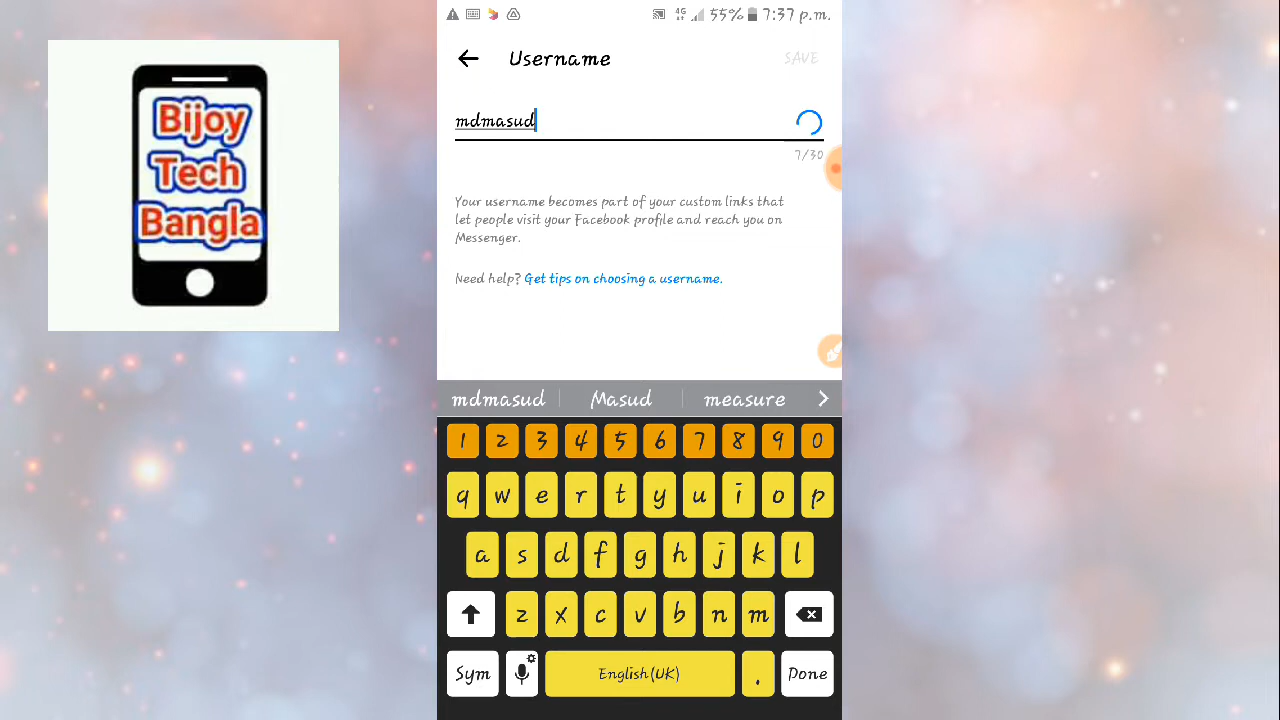 Bijoy
Tech
Bangla
4G 55% 7:37 p.m.
Username SAVE
mdmasud
7/30
Your username becomes part of your custom links that
let people visit your Facebook profile and reach you on
Messenger.
Need help? Get tips on choosing a username.
mdmasud Masud measure
1 2 3 4 5 6 7 8 9 0
q w e r t y u i o p
a s d f g h j k l
z x c v b n m
Sym English(UK) . Done